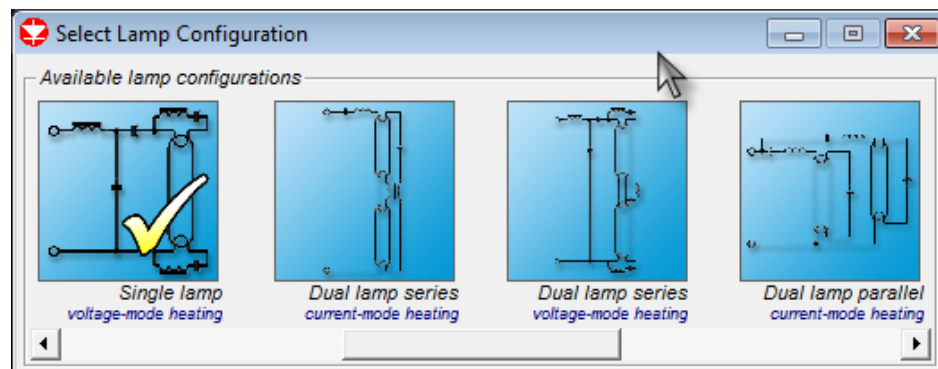 Select Lamp Configuration
Available lamp configurations
Single lamp
voltage-mode heating
Dual lamp series
current-mode heating
Dual lamp series
voltage-mode heating
Dual lamp parallel
current-mode heating